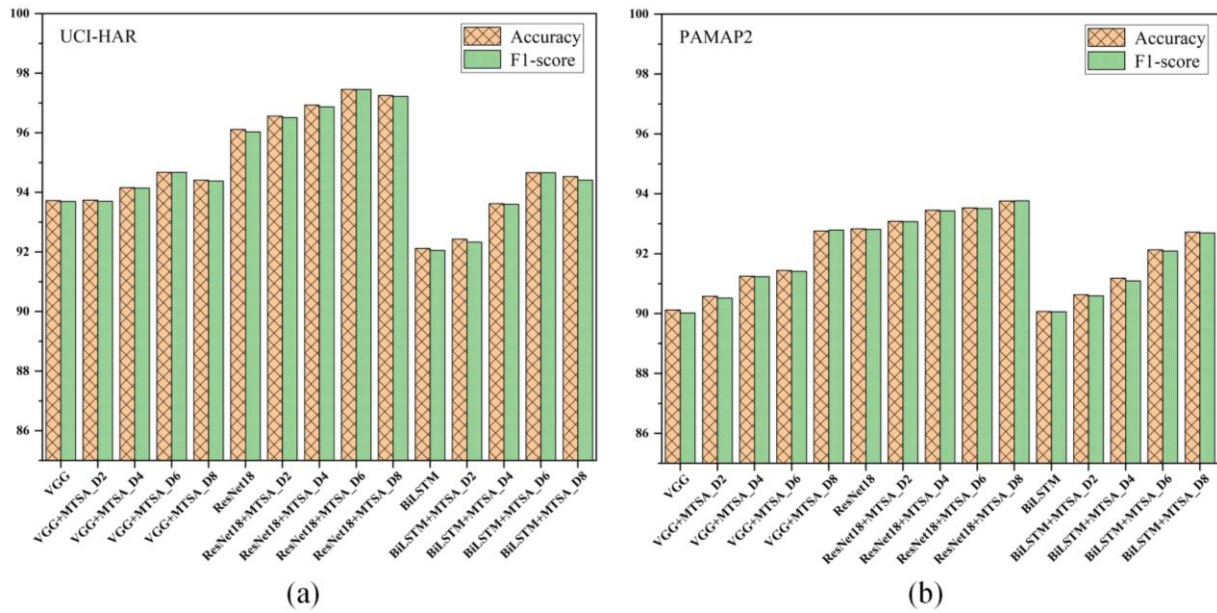 UCI-HAR
Accuracy
F1-score
100
98
96
94
92
90
88
86
VGG
VGG+MTSA_D2
VGG+MTSA_D4
VGG+MTSA_D6
VGG+MTSA_D8
ResNet18
ResNet18+MTSA_D2
ResNet18+MTSA_D4
ResNet18+MTSA_D6
ResNet18+MTSA_D8
BiLSTM
BiLSTM+MTSA_D2
BiLSTM+MTSA_D4
BiLSTM+MTSA_D6
BiLSTM+MTSA_D8
(a)
PAMAP2
Accuracy
F1-score
100
98
96
94
92
90
88
86
VGG
VGG+MTSA_D2
VGG+MTSA_D4
VGG+MTSA_D6
VGG+MTSA_D8
ResNet18
ResNet18+MTSA_D2
ResNet18+MTSA_D4
ResNet18+MTSA_D6
ResNet18+MTSA_D8
BiLSTM
BiLSTM+MTSA_D2
BiLSTM+MTSA_D4
BiLSTM+MTSA_D6
BiLSTM+MTSA_D8
(b)